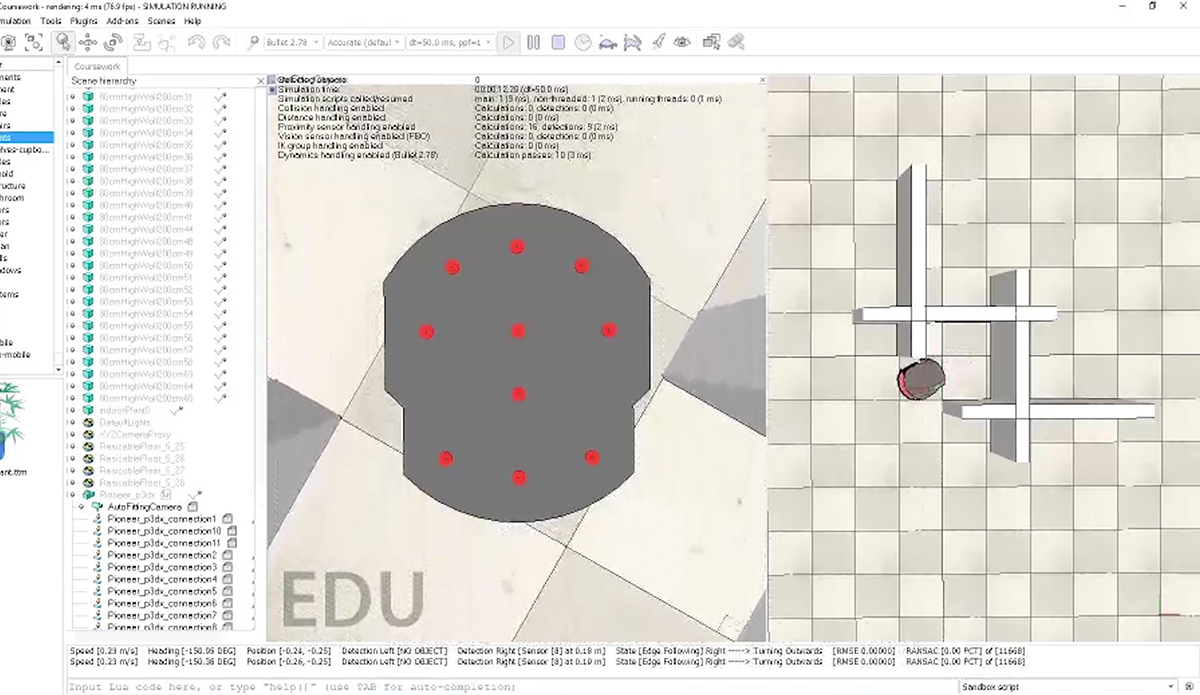 Coursework - rendering: 4 ms (76.9 fps) - SIMULATION RUNNING
mulation Tools Plugins Add-ons Scenes Help
Bullet 2.78 Accurate (defaul dt=50.0 ms, ppf=1
Coursework
Scene hierarchy
80cmHighWall200cm31
80cmHighWall200cm32
80cmHighWall200cm33
80cmHighWall200cm34
80cmHighWall200cm35
80cmHighWall200cm36
80cmHighWall200cm37
80cmHighWall200cm38
80cmHighWall200cm39
80cmHighWall200cm40
80cmHighWall200cm41
80cmHighWall200cm44
80cmHighWall200cm48
80cmHighWall200cm49
80cmHighWall200cm50
80cmHighWall200cm51
80cmHighWall200cm52
80cmHighWall200cm53
80cmHighWall200cm54
80cmHighWall200cm55
80cmHighWall200cm56
80cmHighWall200cm57
80cmHighWall200cm58
80cmHighWall200cm63
80cmHighWall200cm64
80cmHighWall200cm65
indoorPlant0
DefaultLights
XYZCameraProxy
ResizableFloor_5_25
ResizableFloor_5_26
ResizableFloor_5_27
ResizableFloor_5_28
Pioneer_p3dx
AutoFittingCamera
Pioneer_p3dx_connection1
Pioneer_p3dx_connection10
Pioneer_p3dx_connection11
Pioneer_p3dx_connection2
Pioneer_p3dx_connection3
Pioneer_p3dx_connection4
Pioneer_p3dx_connection5
Pioneer_p3dx_connection6
Pioneer_p3dx_connection7
Pioneer_p3dx_connection8
0
Simulation time: (dt=50.0 ms)
Simulation scripts called/resumed main: 1 (9 ms), non-threaded: 1 (2 ms), running threads: 0 (1 ms)
Collision handling enabled Calculations: 0, detections: 0 (0 ms)
Distance handling enabled Calculations: 0 (0 ms)
Proximity sensor handling enabled Calculations: 16, detections: 9 (2 ms)
Vision sensor handling enabled (FBO) Calculations: 0, detections: 0 (0 ms)
IK group handling enabled Calculations: 0 (0 ms)
Dynamics handling enabled (Bullet 2.78) Calculation passes: 10 (3 ms)
EDU
Speed [0.23 m/s] Heading [-150.95 DEG] Position [-0.24, -0.25] Detection Left [NO OBJECT] Detection Right [Sensor [8] at 0.18 m] State [Edge Following] Right ----> Turning Outwards [RMSE 0.00000] RANSAC [0.00 PCT] of [11668]
Speed [0.23 m/s] Heading [-150.36 DEG] Position [-0.26, -0.25] Detection Left [NO OBJECT] Detection Right [Sensor [8] at 0.19 m] State [Edge Following] Right ----> Turning Outwards [RMSE 0.00000] RANSAC [0.00 PCT] of [11668]
Input Lua code here, or type "help()" (use TAB for auto-completion)
Sandbox script
ant.ttm